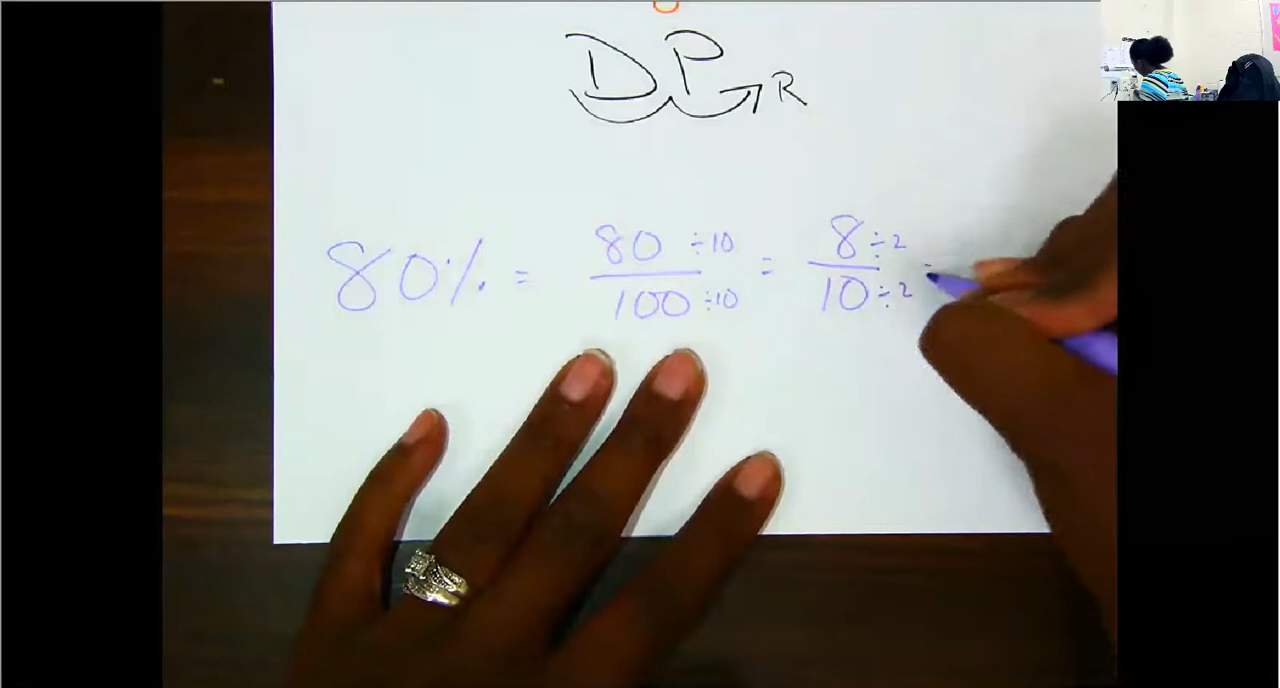 DP R
80% = 80 ÷10 / 100 ÷10 = 8 ÷2 / 10 ÷2 =